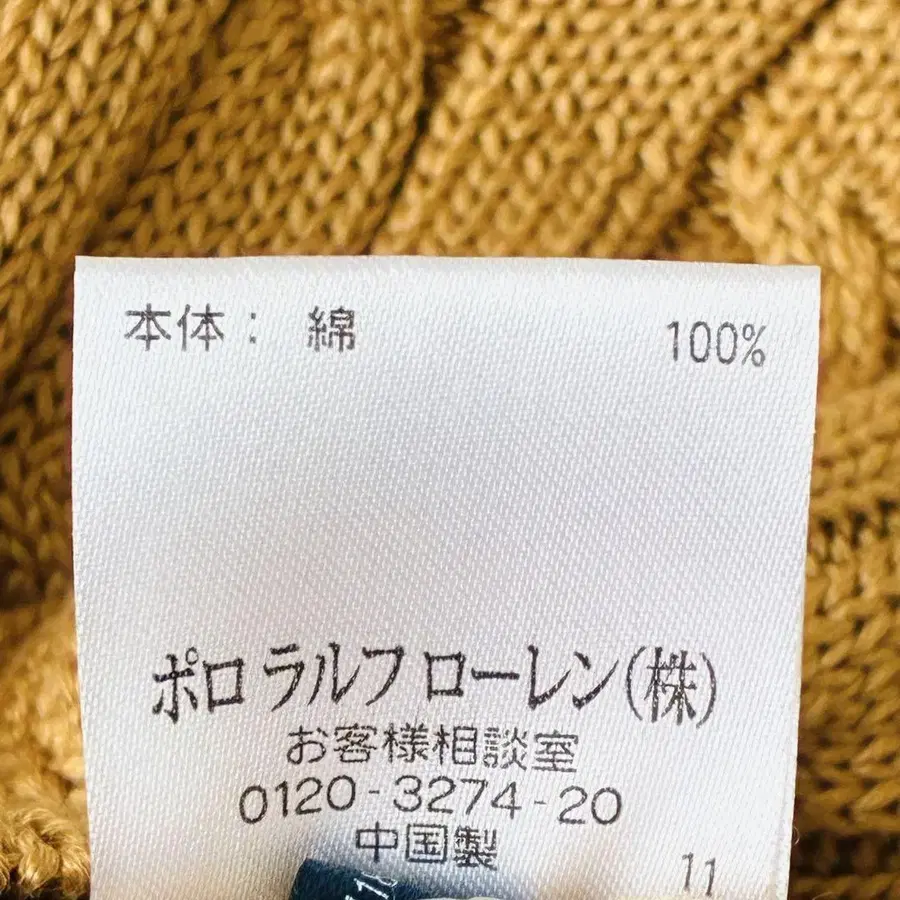 本体： 綿 100%
ポロ ラルフ ローレン(株)
お客様相談室
0120-3274-20
中国製
11